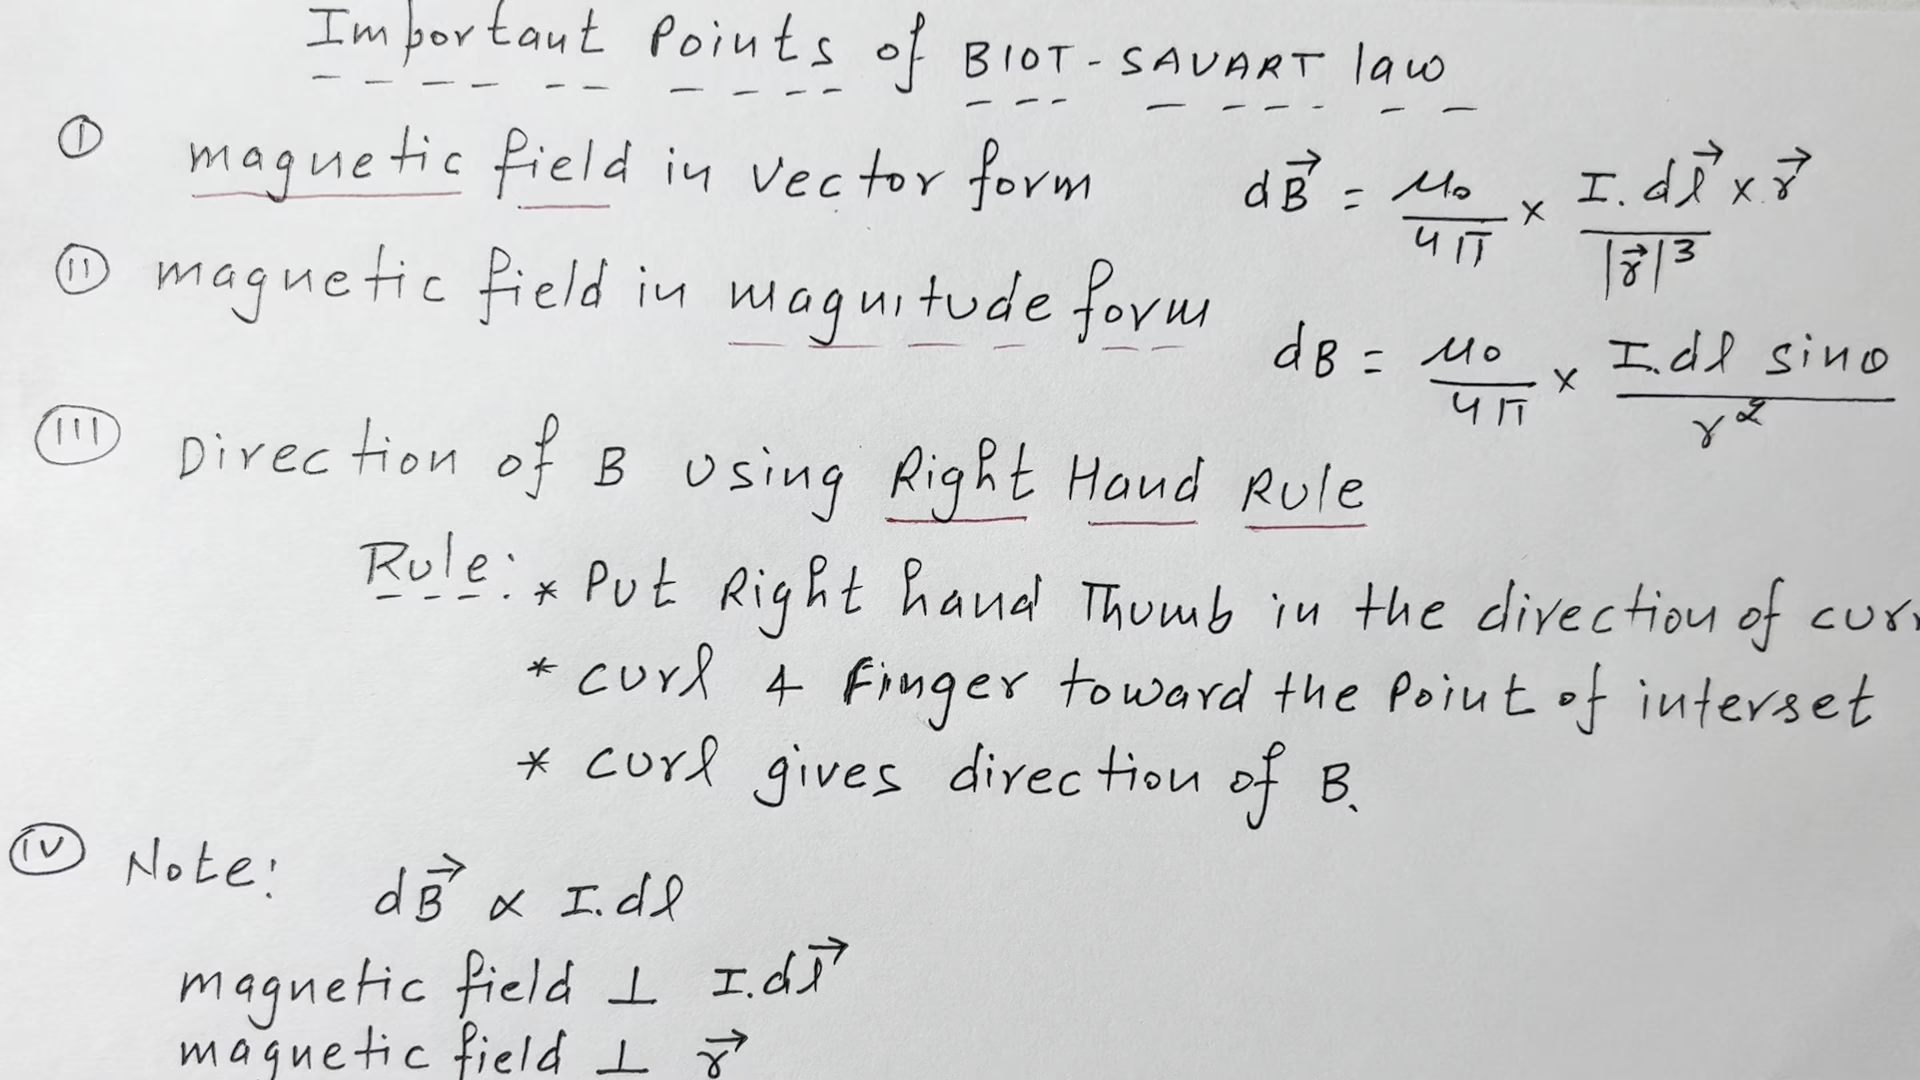 Important Points of BIOT-SAVART law
(I) magnetic field in vector form dB⃗ = μ₀/4π × I.dl⃗ × r⃗/|r⃗|³
(II) magnetic field in magnitude form dB = μ₀/4π × I.dl sinθ/r²
(III) Direction of B using Right Hand Rule
Rule: * Put Right hand Thumb in the direction of curr
* curl 4 Finger toward the Point of interset
* curl gives direction of B.
(IV) Note: dB⃗ ∝ I.dl
magnetic field ⊥ I.dl⃗
magnetic field ⊥ r⃗